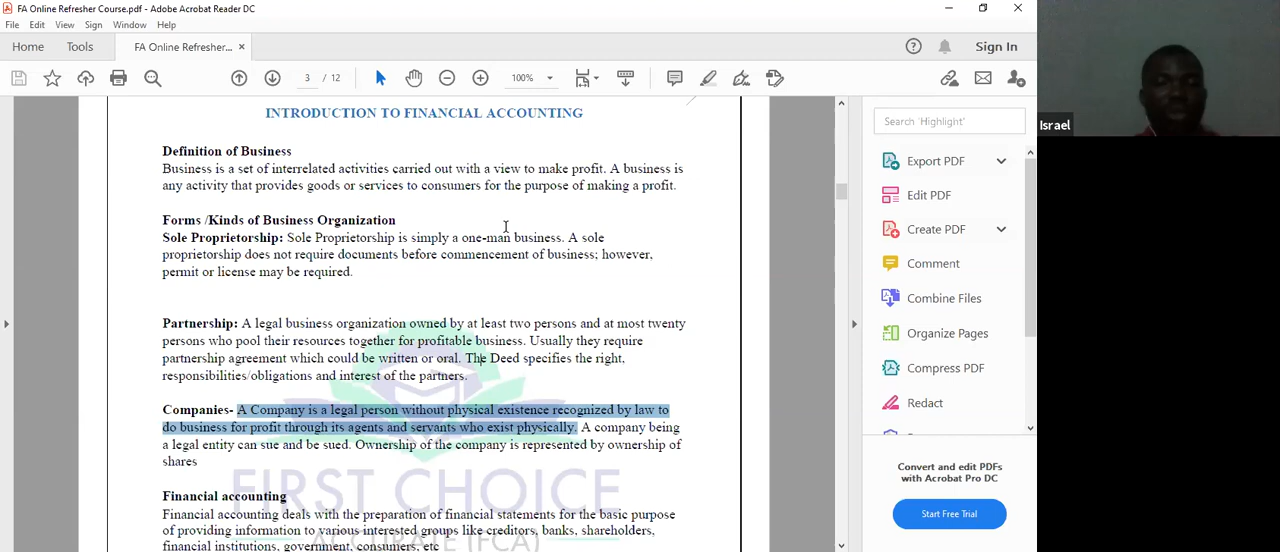 FA Online Refresher Course.pdf - Adobe Acrobat Reader DC
File Edit View Sign Window Help
Home Tools FA Online Refresher... × Sign In
3 / 12 100%
INTRODUCTION TO FINANCIAL ACCOUNTING
Definition of Business
Business is a set of interrelated activities carried out with a view to make profit. A business is
any activity that provides goods or services to consumers for the purpose of making a profit.
Forms /Kinds of Business Organization
Sole Proprietorship: Sole Proprietorship is simply a one-man business. A sole
proprietorship does not require documents before commencement of business; however,
permit or license may be required.
Partnership: A legal business organization owned by at least two persons and at most twenty
persons who pool their resources together for profitable business. Usually they require
partnership agreement which could be written or oral. The Deed specifies the right,
responsibilities/obligations and interest of the partners.
Companies- A Company is a legal person without physical existence recognized by law to
do business for profit through its agents and servants who exist physically. A company being
a legal entity can sue and be sued. Ownership of the company is represented by ownership of
shares
FIRST CHOICE
Financial accounting
Financial accounting deals with the preparation of financial statements for the basic purpose
of providing information to various interested groups like creditors, banks, shareholders,
financial institutions, government, consumers, etc
ACCURATE (FCA)
Search 'Highlight'
Export PDF
Edit PDF
Create PDF
Comment
Combine Files
Organize Pages
Compress PDF
Redact
Convert and edit PDFs
with Acrobat Pro DC
Start Free Trial
Israel